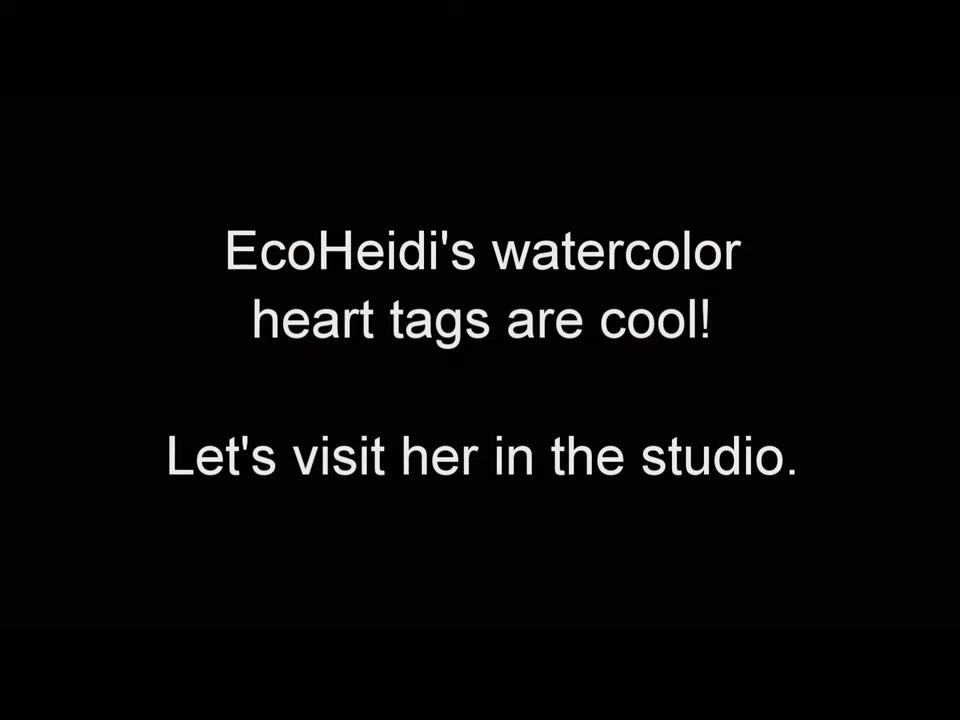 EcoHeidi's watercolor
heart tags are cool!
Let's visit her in the studio.